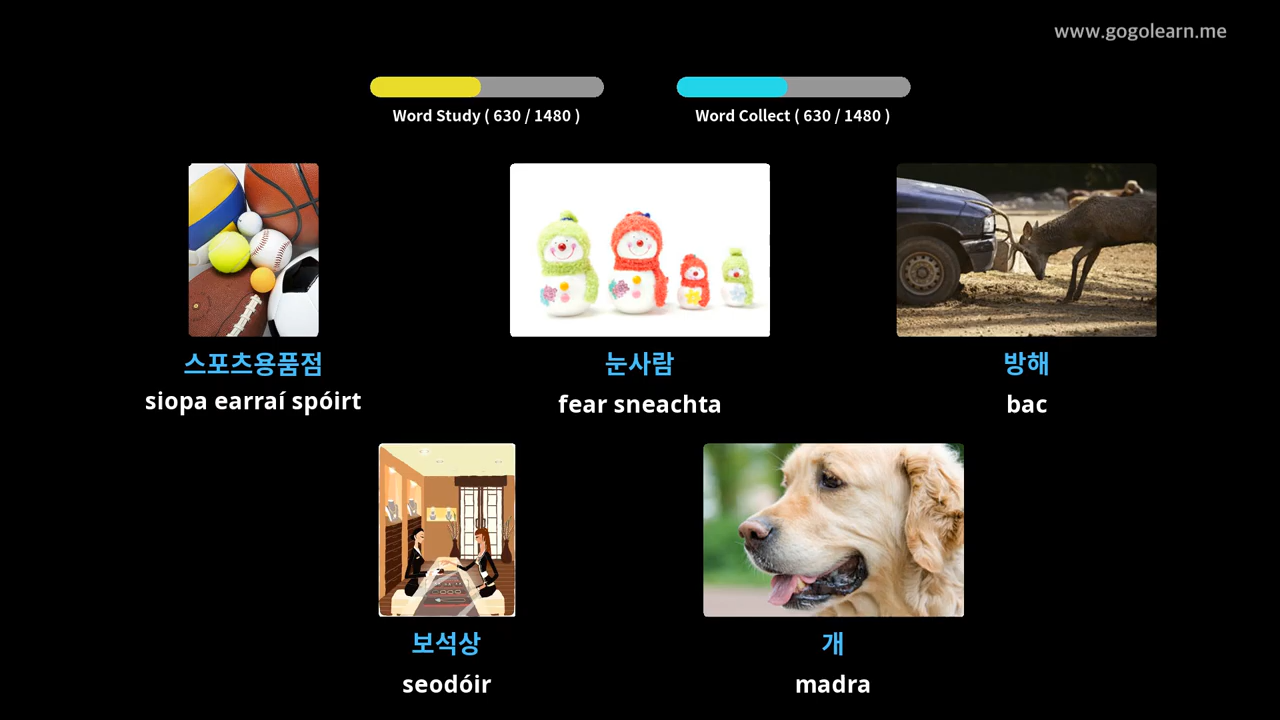 www.gogolearn.me
Word Study ( 630 / 1480 )
Word Collect ( 630 / 1480 )
스포츠용품점
siopa earraí spóirt
눈사람
fear sneachta
방해
bac
보석상
seodóir
개
madra